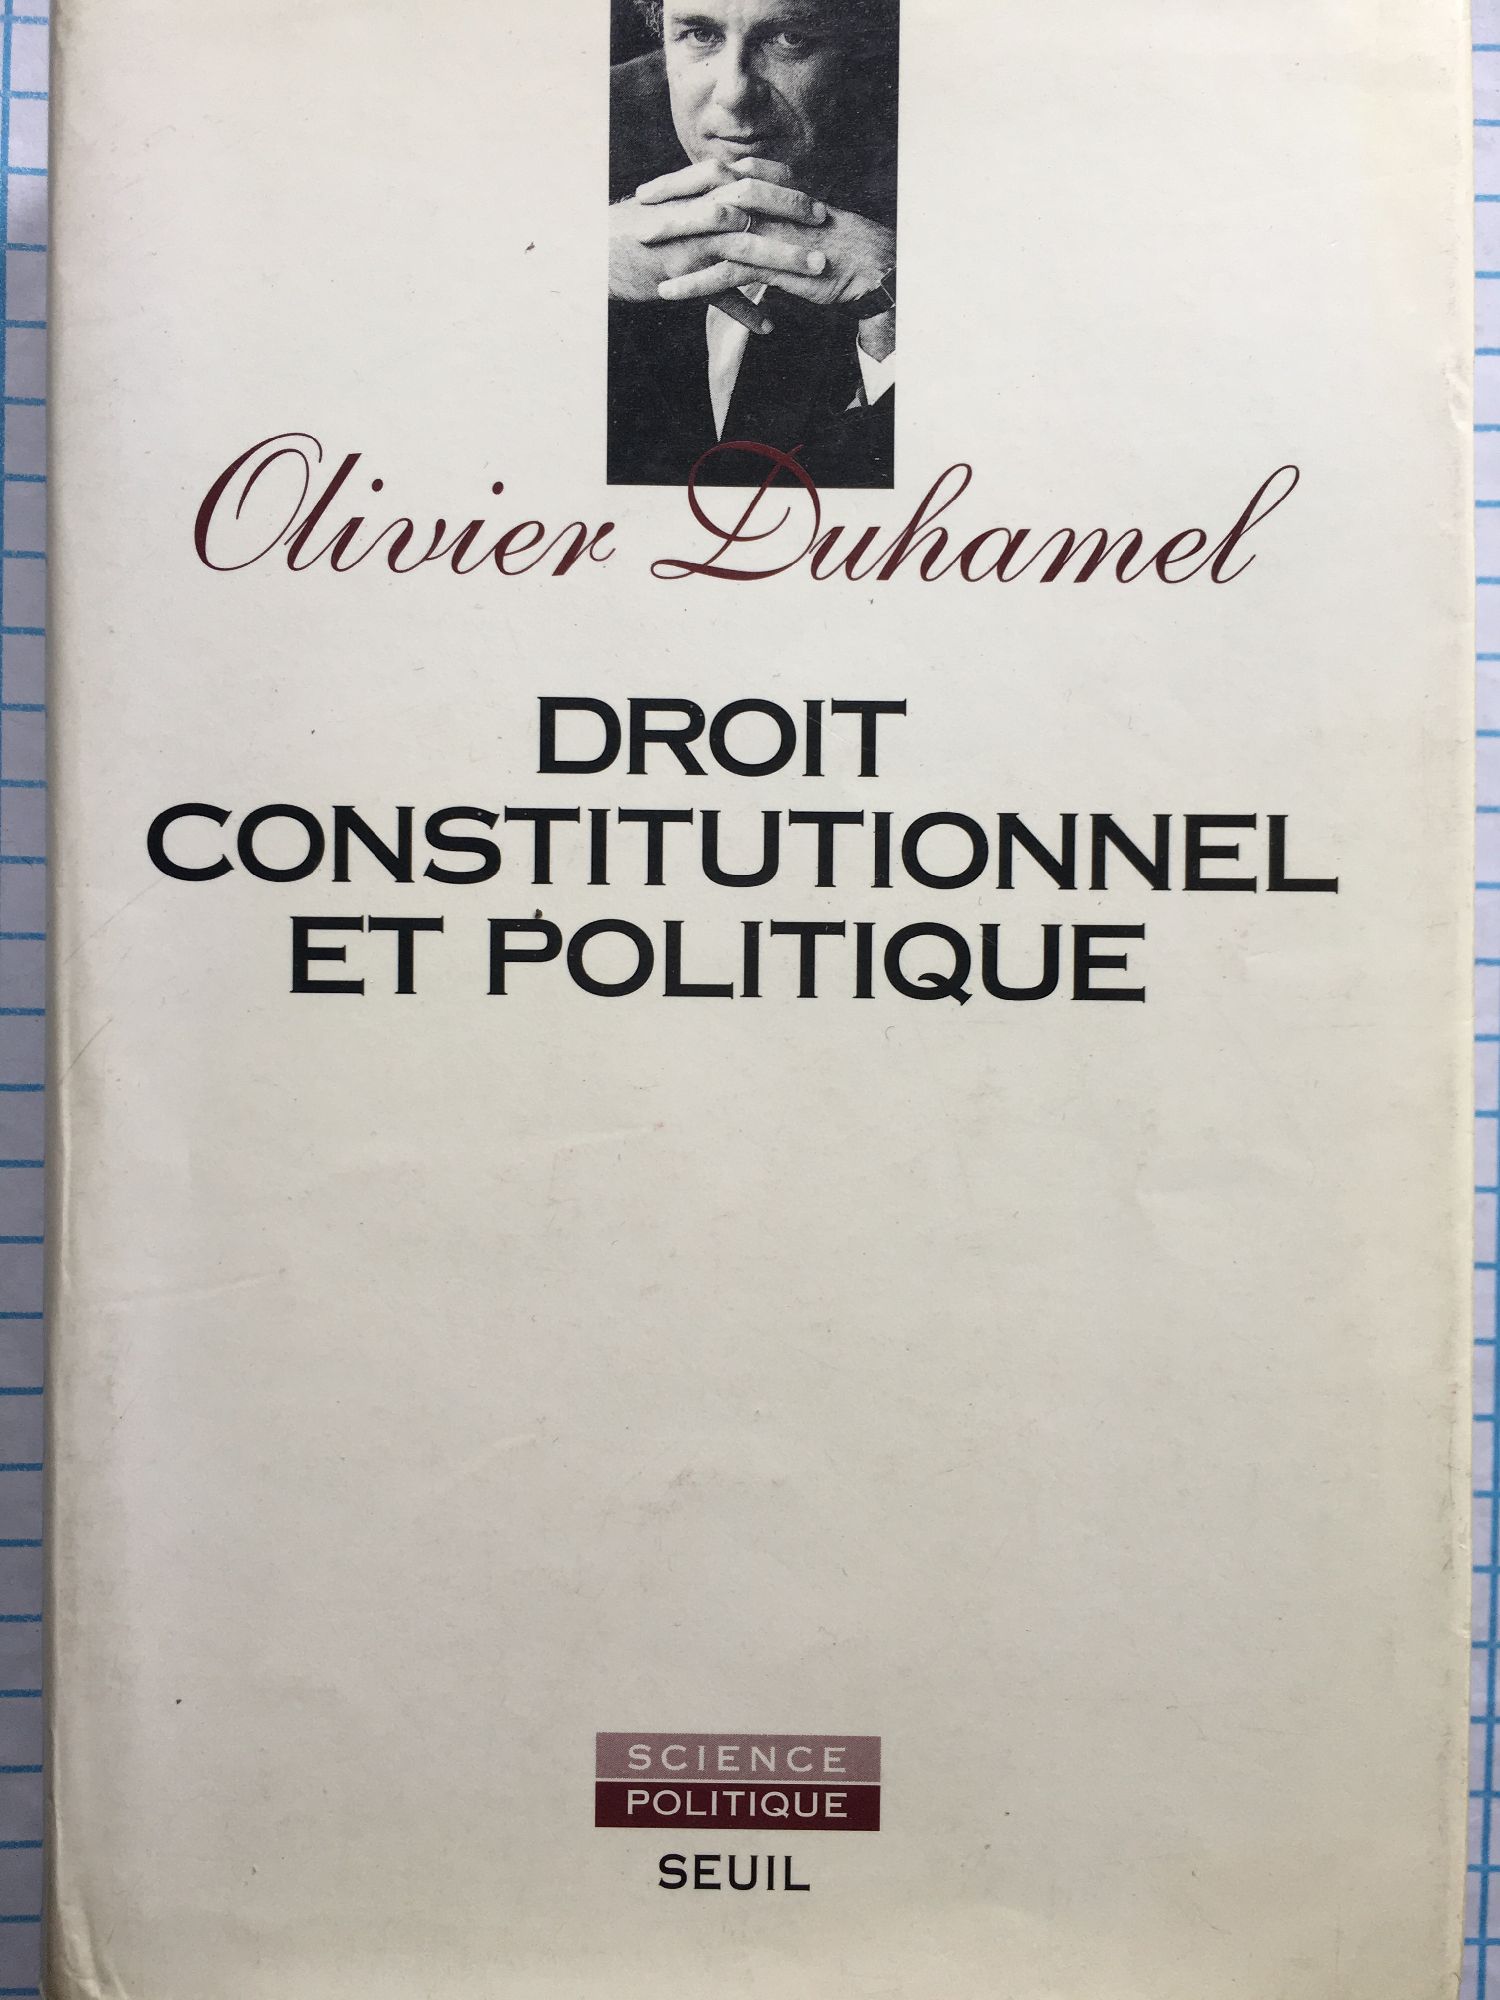 Olivier Duhamel
DROIT
CONSTITUTIONNEL
ET POLITIQUE
SCIENCE
POLITIQUE
SEUIL